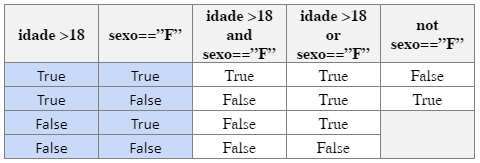 idade >18 sexo==”F” idade >18 and sexo==”F” idade >18 or sexo==”F” not sexo==”F”
True True True True False
True False False True True
False True False True
False False False False